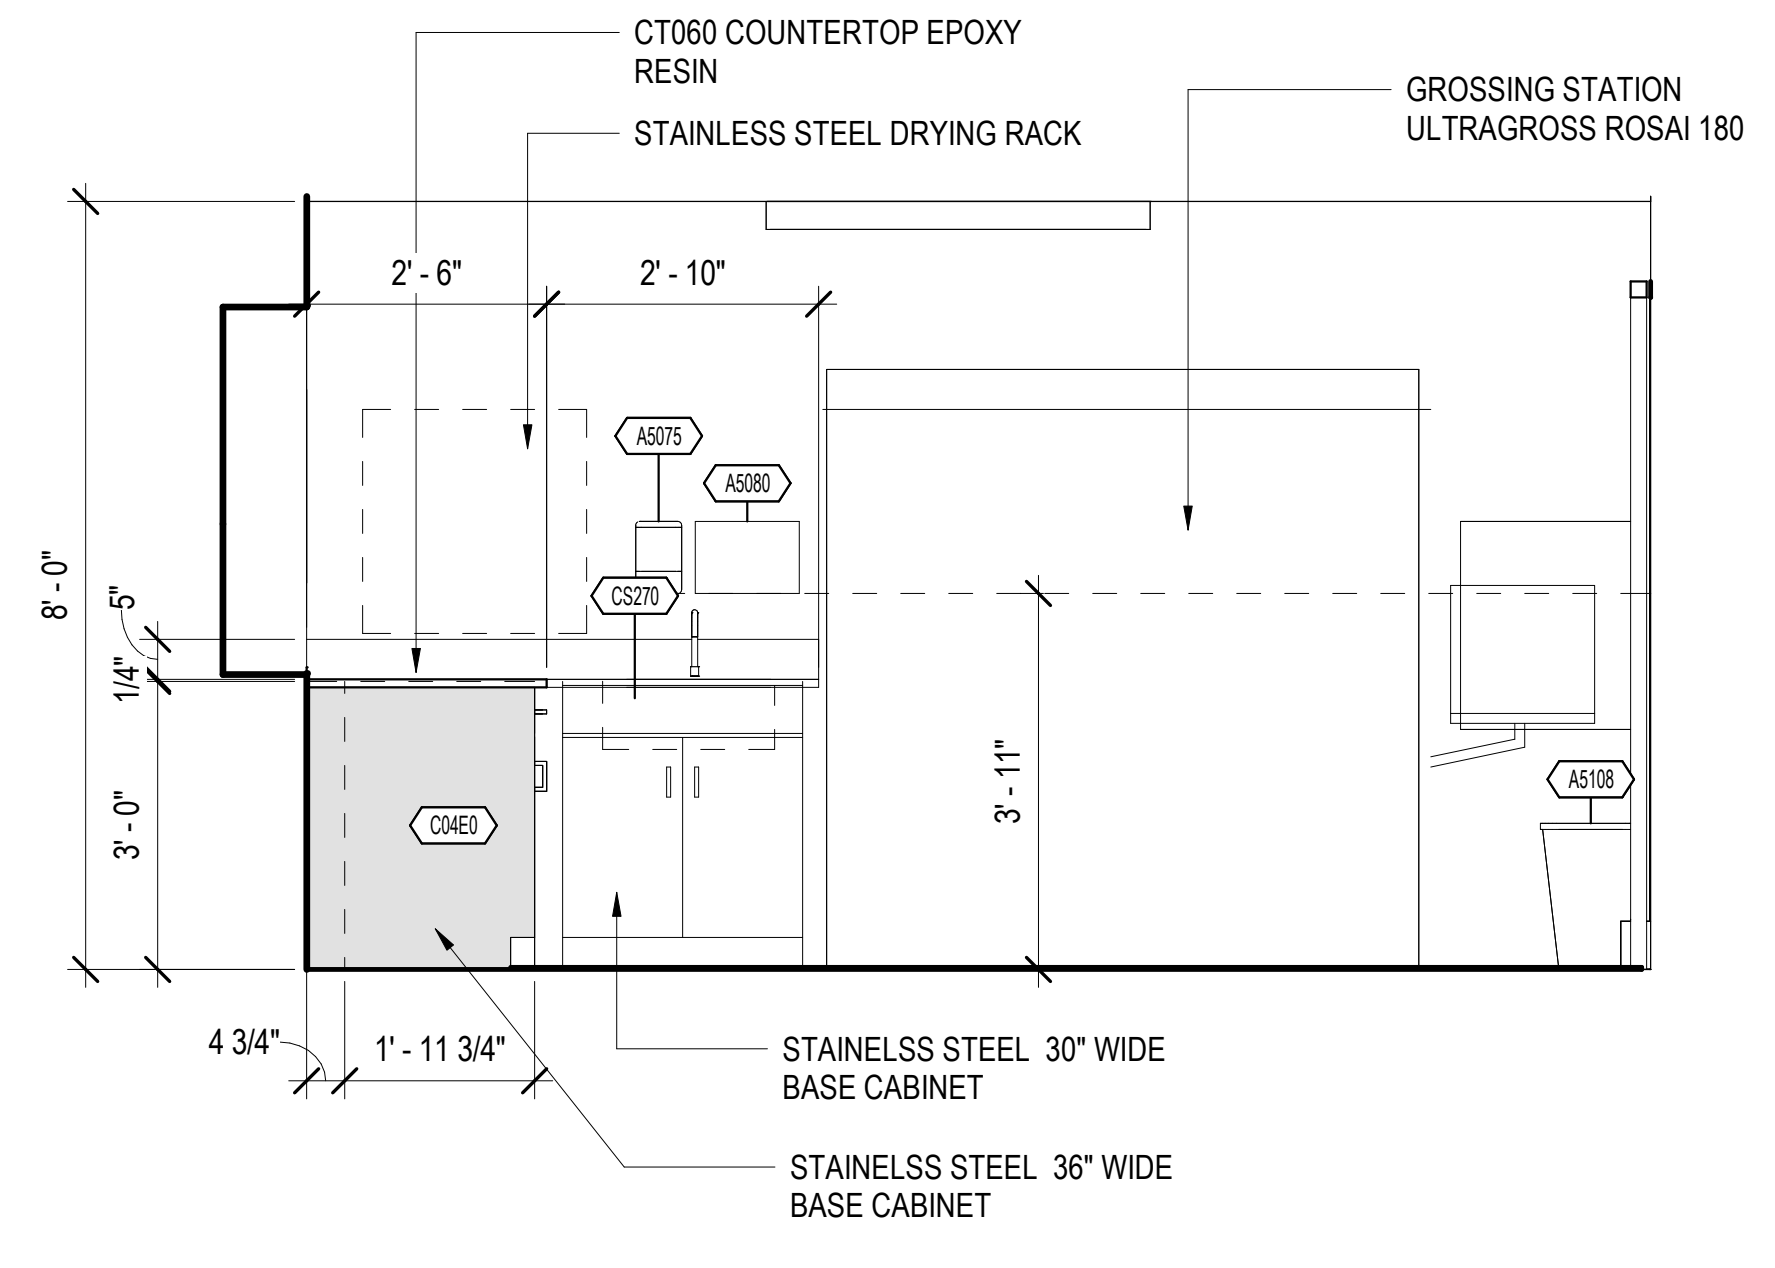 CT060 COUNTERTOP EPOXY
RESIN
GROSSING STATION
ULTRAGROSS ROSAI 180
STAINLESS STEEL DRYING RACK
2' - 6"
2' - 10"
A5075
A5080
8' - 0"
5"
CS270
1/4"
3' - 11"
A5108
3' - 0"
C04E0
4 3/4"
1' - 11 3/4"
STAINELSS STEEL  30" WIDE
BASE CABINET
STAINELSS STEEL  36" WIDE
BASE CABINET